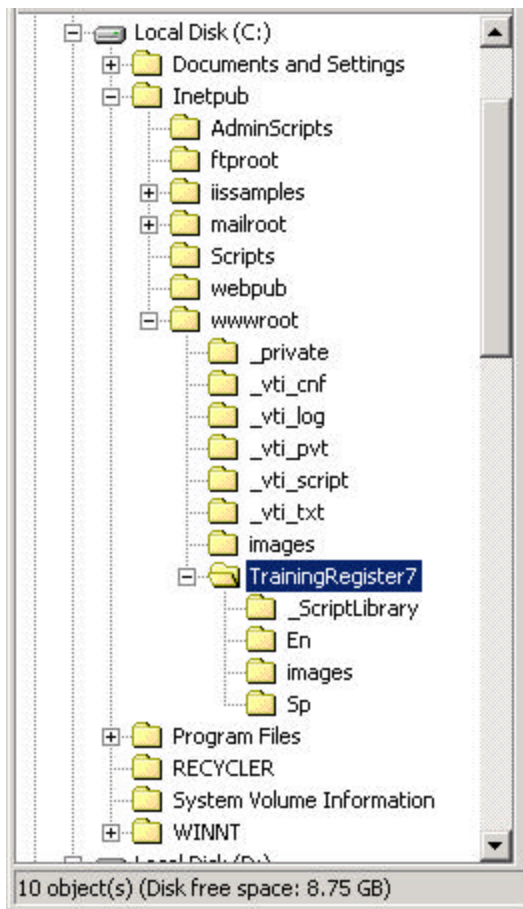 Local Disk (C:)
Documents and Settings
Inetpub
AdminScripts
ftproot
iissamples
mailroot
Scripts
webpub
wwwroot
_private
_vti_cnf
_vti_log
_vti_pvt
_vti_script
_vti_txt
images
TrainingRegister7
_ScriptLibrary
En
images
Sp
Program Files
RECYCLER
System Volume Information
WINNT
Local Disk (D:)
10 object(s) (Disk free space: 8.75 GB)